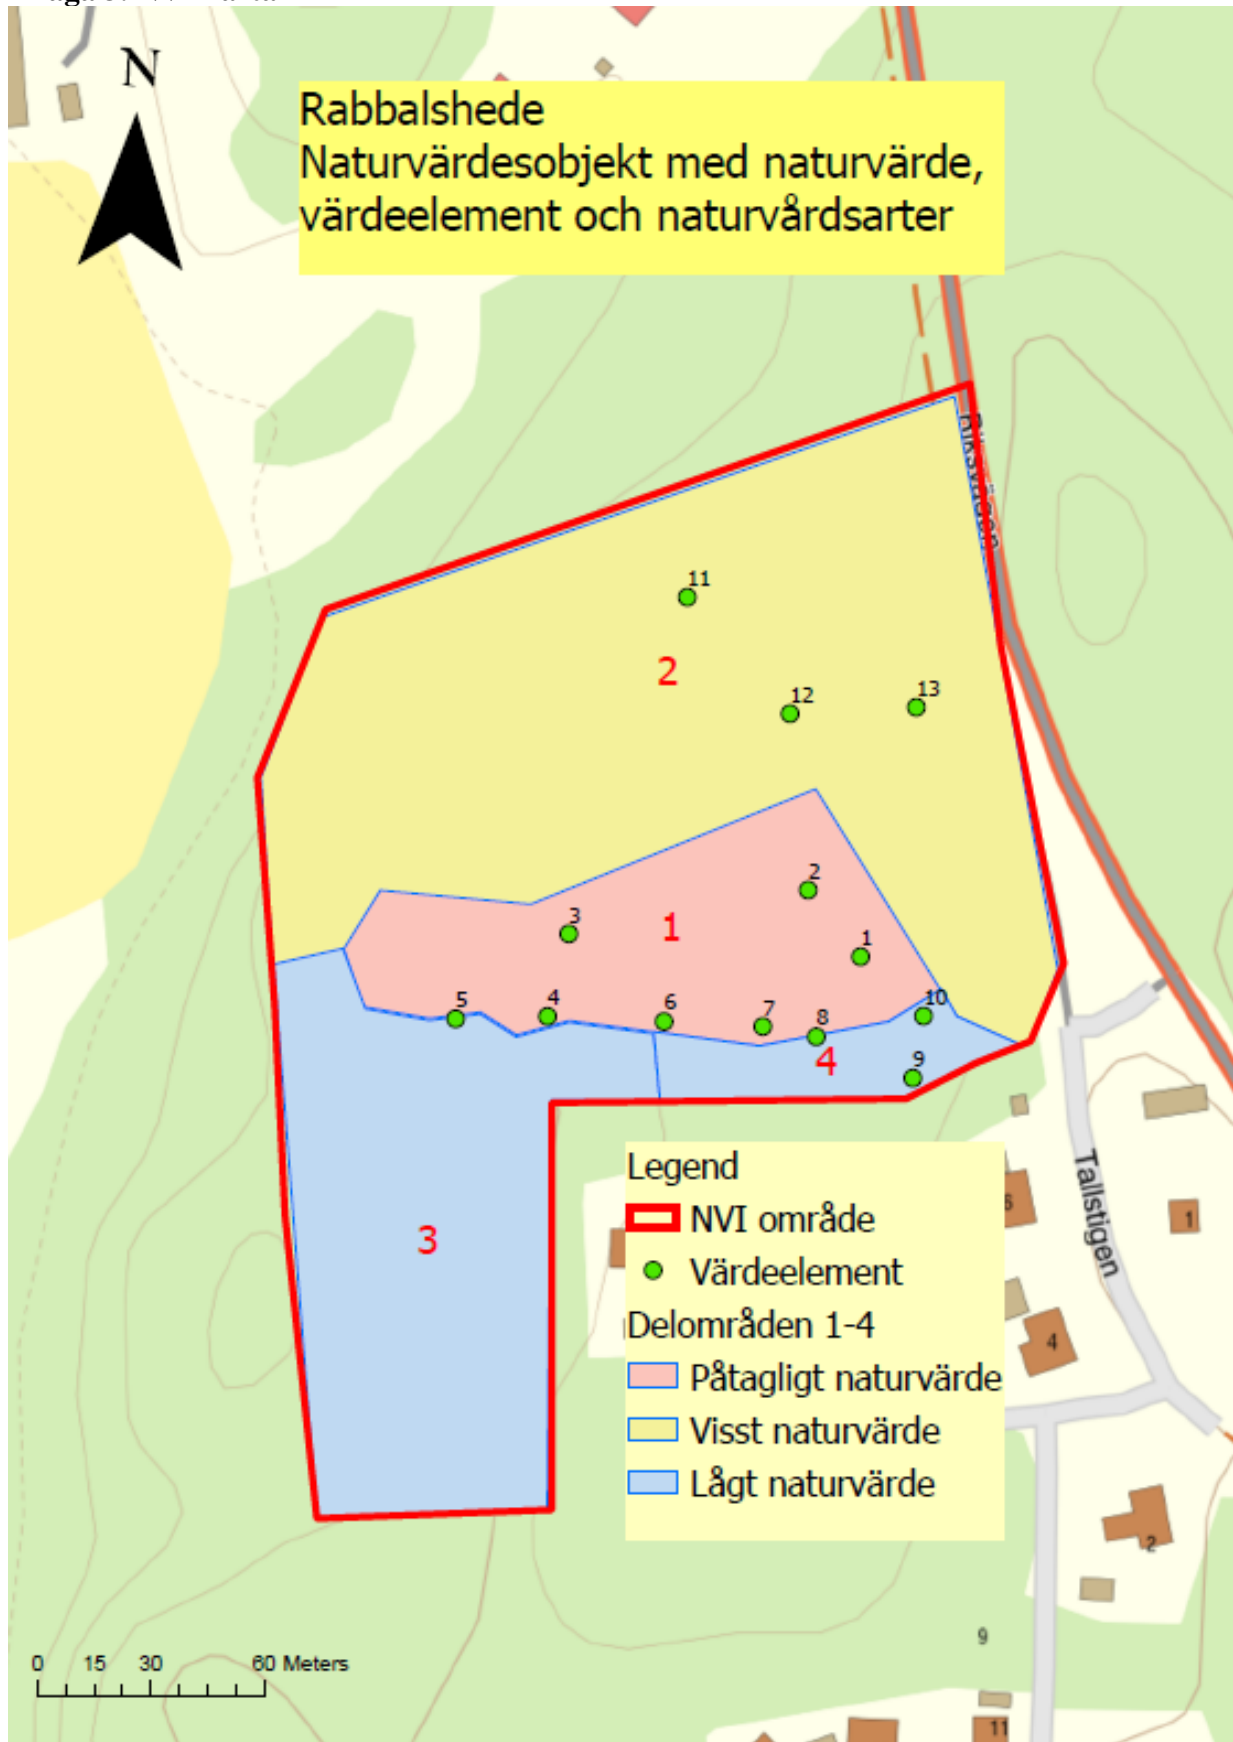 N
Rabbalshede
Naturvärdesobjekt med naturvärde,
värdeelement och naturvårdsarter
Riksvägen
11
2
12
13
2
3
1
1
5
4
6
7
8
10
4
9
3
Legend
NVI område
Värdeelement
Delområden 1-4
Påtagligt naturvärde
Visst naturvärde
Lågt naturvärde
Tallstigen
6
1
4
2
9
11
0 15 30 60 Meters